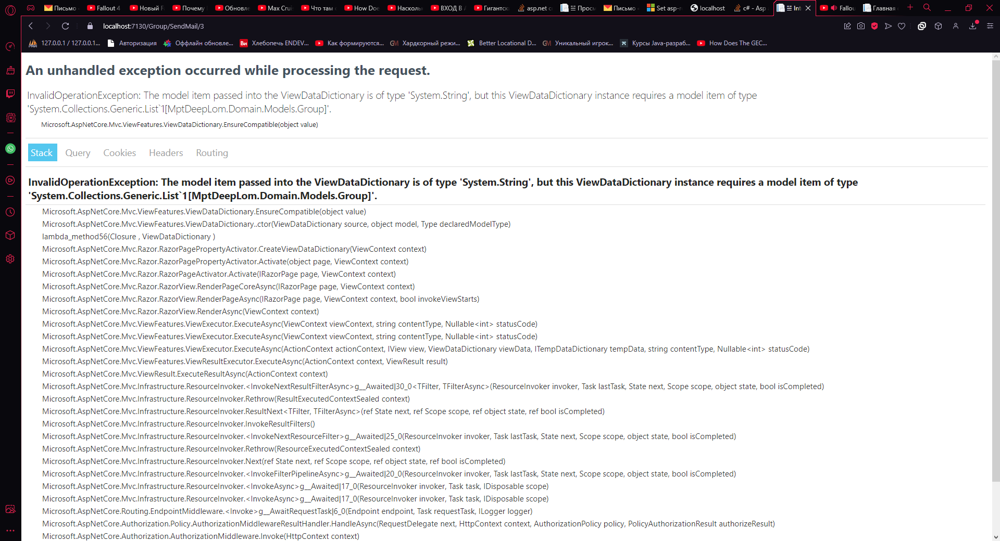 Письмо
Fallout 4
Новый F
Почему
Обновле
Max Crui
Что там
How Doe
Насколь
ВХОД В
Гигантск
asp.net c
☰ Просм
Письмо
Set asp-r
localhost
c# - Asp
☰ Int
Fallou
Главная
localhost:7130/Group/SendMail/3
127.0.0.1 / 127.0.0.1...
Авторизация
Оффлайн обновле...
Ви
Хлебопечь ENDEV...
Как формируются...
GM
Хардкорный режи...
Better Locational D...
GM
Уникальный игрок...
Курсы Java-разраб...
How Does The GEC...
An unhandled exception occurred while processing the request.
InvalidOperationException: The model item passed into the ViewDataDictionary is of type 'System.String', but this ViewDataDictionary instance requires a model item of type
'System.Collections.Generic.List`1[MptDeepLom.Domain.Models.Group]'.
Microsoft.AspNetCore.Mvc.ViewFeatures.ViewDataDictionary.EnsureCompatible(object value)
Stack Query Cookies Headers Routing
InvalidOperationException: The model item passed into the ViewDataDictionary is of type 'System.String', but this ViewDataDictionary instance requires a model item of type
'System.Collections.Generic.List`1[MptDeepLom.Domain.Models.Group]'.
Microsoft.AspNetCore.Mvc.ViewFeatures.ViewDataDictionary.EnsureCompatible(object value)
Microsoft.AspNetCore.Mvc.ViewFeatures.ViewDataDictionary..ctor(ViewDataDictionary source, object model, Type declaredModelType)
lambda_method56(Closure , ViewDataDictionary )
Microsoft.AspNetCore.Mvc.Razor.RazorPagePropertyActivator.CreateViewDataDictionary(ViewContext context)
Microsoft.AspNetCore.Mvc.Razor.RazorPagePropertyActivator.Activate(object page, ViewContext context)
Microsoft.AspNetCore.Mvc.Razor.RazorPageActivator.Activate(IRazorPage page, ViewContext context)
Microsoft.AspNetCore.Mvc.Razor.RazorView.RenderPageCoreAsync(IRazorPage page, ViewContext context)
Microsoft.AspNetCore.Mvc.Razor.RazorView.RenderPageAsync(IRazorPage page, ViewContext context, bool invokeViewStarts)
Microsoft.AspNetCore.Mvc.Razor.RazorView.RenderAsync(ViewContext context)
Microsoft.AspNetCore.Mvc.ViewFeatures.ViewExecutor.ExecuteAsync(ViewContext viewContext, string contentType, Nullable<int> statusCode)
Microsoft.AspNetCore.Mvc.ViewFeatures.ViewExecutor.ExecuteAsync(ViewContext viewContext, string contentType, Nullable<int> statusCode)
Microsoft.AspNetCore.Mvc.ViewFeatures.ViewExecutor.ExecuteAsync(ActionContext actionContext, IView view, ViewDataDictionary viewData, ITempDataDictionary tempData, string contentType, Nullable<int> statusCode)
Microsoft.AspNetCore.Mvc.ViewFeatures.ViewResultExecutor.ExecuteAsync(ActionContext context, ViewResult result)
Microsoft.AspNetCore.Mvc.ViewResult.ExecuteResultAsync(ActionContext context)
Microsoft.AspNetCore.Mvc.Infrastructure.ResourceInvoker.<InvokeNextResultFilterAsync>g__Awaited|30_0<TFilter, TFilterAsync>(ResourceInvoker invoker, Task lastTask, State next, Scope scope, object state, bool isCompleted)
Microsoft.AspNetCore.Mvc.Infrastructure.ResourceInvoker.Rethrow(ResultExecutedContextSealed context)
Microsoft.AspNetCore.Mvc.Infrastructure.ResourceInvoker.ResultNext<TFilter, TFilterAsync>(ref State next, ref Scope scope, ref object state, ref bool isCompleted)
Microsoft.AspNetCore.Mvc.Infrastructure.ResourceInvoker.InvokeResultFilters()
Microsoft.AspNetCore.Mvc.Infrastructure.ResourceInvoker.<InvokeNextResourceFilter>g__Awaited|25_0(ResourceInvoker invoker, Task lastTask, State next, Scope scope, object state, bool isCompleted)
Microsoft.AspNetCore.Mvc.Infrastructure.ResourceInvoker.Rethrow(ResourceExecutedContextSealed context)
Microsoft.AspNetCore.Mvc.Infrastructure.ResourceInvoker.Next(ref State next, ref Scope scope, ref object state, ref bool isCompleted)
Microsoft.AspNetCore.Mvc.Infrastructure.ResourceInvoker.<InvokeFilterPipelineAsync>g__Awaited|20_0(ResourceInvoker invoker, Task lastTask, State next, Scope scope, object state, bool isCompleted)
Microsoft.AspNetCore.Mvc.Infrastructure.ResourceInvoker.<InvokeAsync>g__Awaited|17_0(ResourceInvoker invoker, Task task, IDisposable scope)
Microsoft.AspNetCore.Mvc.Infrastructure.ResourceInvoker.<InvokeAsync>g__Awaited|17_0(ResourceInvoker invoker, Task task, IDisposable scope)
Microsoft.AspNetCore.Routing.EndpointMiddleware.<Invoke>g__AwaitRequestTask|6_0(Endpoint endpoint, Task requestTask, ILogger logger)
Microsoft.AspNetCore.Authorization.Policy.AuthorizationMiddlewareResultHandler.HandleAsync(RequestDelegate next, HttpContext context, AuthorizationPolicy policy, PolicyAuthorizationResult authorizeResult)
Microsoft.AspNetCore.Authorization.AuthorizationMiddleware.Invoke(HttpContext context)